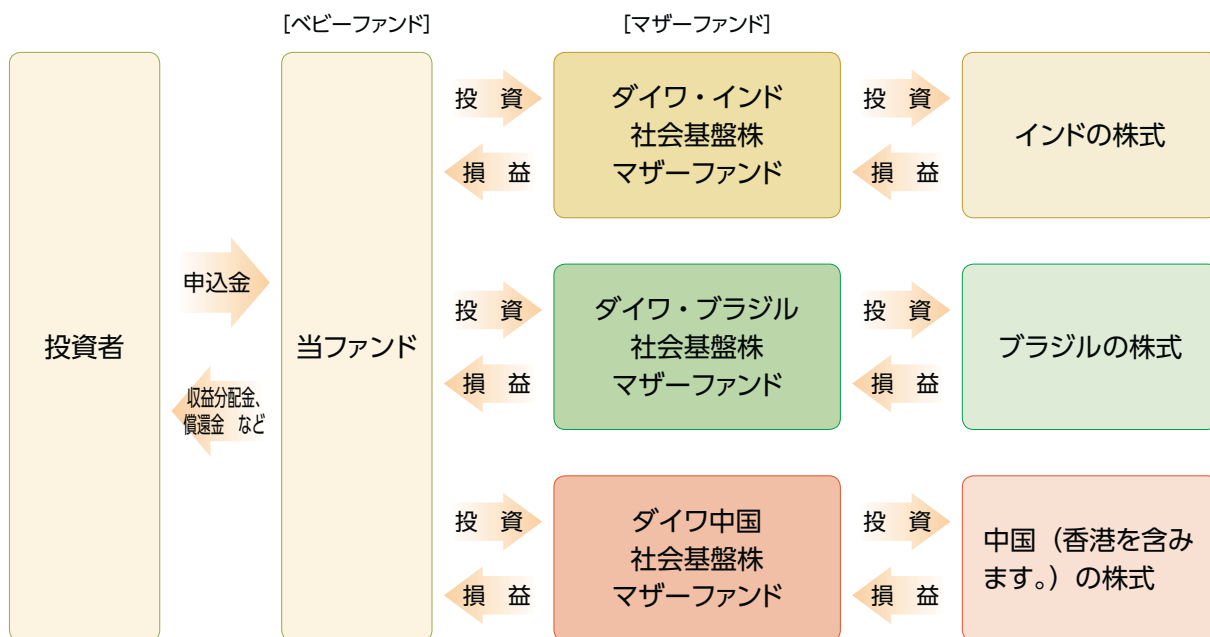 [ベビーファンド]
[マザーファンド]
投資者
申込金
収益分配金、
償還金 など
当ファンド
投 資
損 益
ダイワ・インド
社会基盤株
マザーファンド
投 資
損 益
インドの株式
投 資
損 益
ダイワ・ブラジル
社会基盤株
マザーファンド
投 資
損 益
ブラジルの株式
投 資
損 益
ダイワ中国
社会基盤株
マザーファンド
投 資
損 益
中国（香港を含み
ます。）の株式